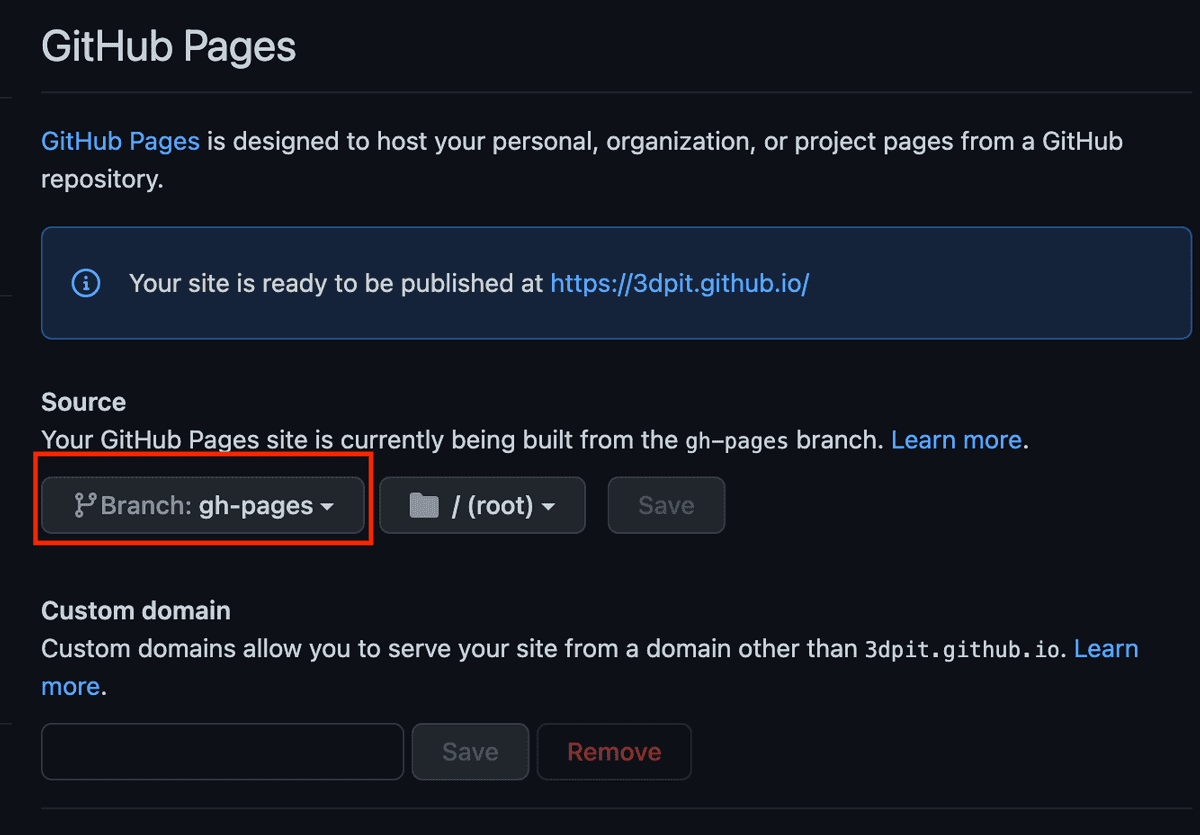 GitHub Pages
GitHub Pages is designed to host your personal, organization, or project pages from a GitHub
repository.
Your site is ready to be published at https://3dpit.github.io/
Source
Your GitHub Pages site is currently being built from the gh-pages branch. Learn more.
Branch: gh-pages / (root) Save
Custom domain
Custom domains allow you to serve your site from a domain other than 3dpit.github.io. Learn
more.
Save Remove